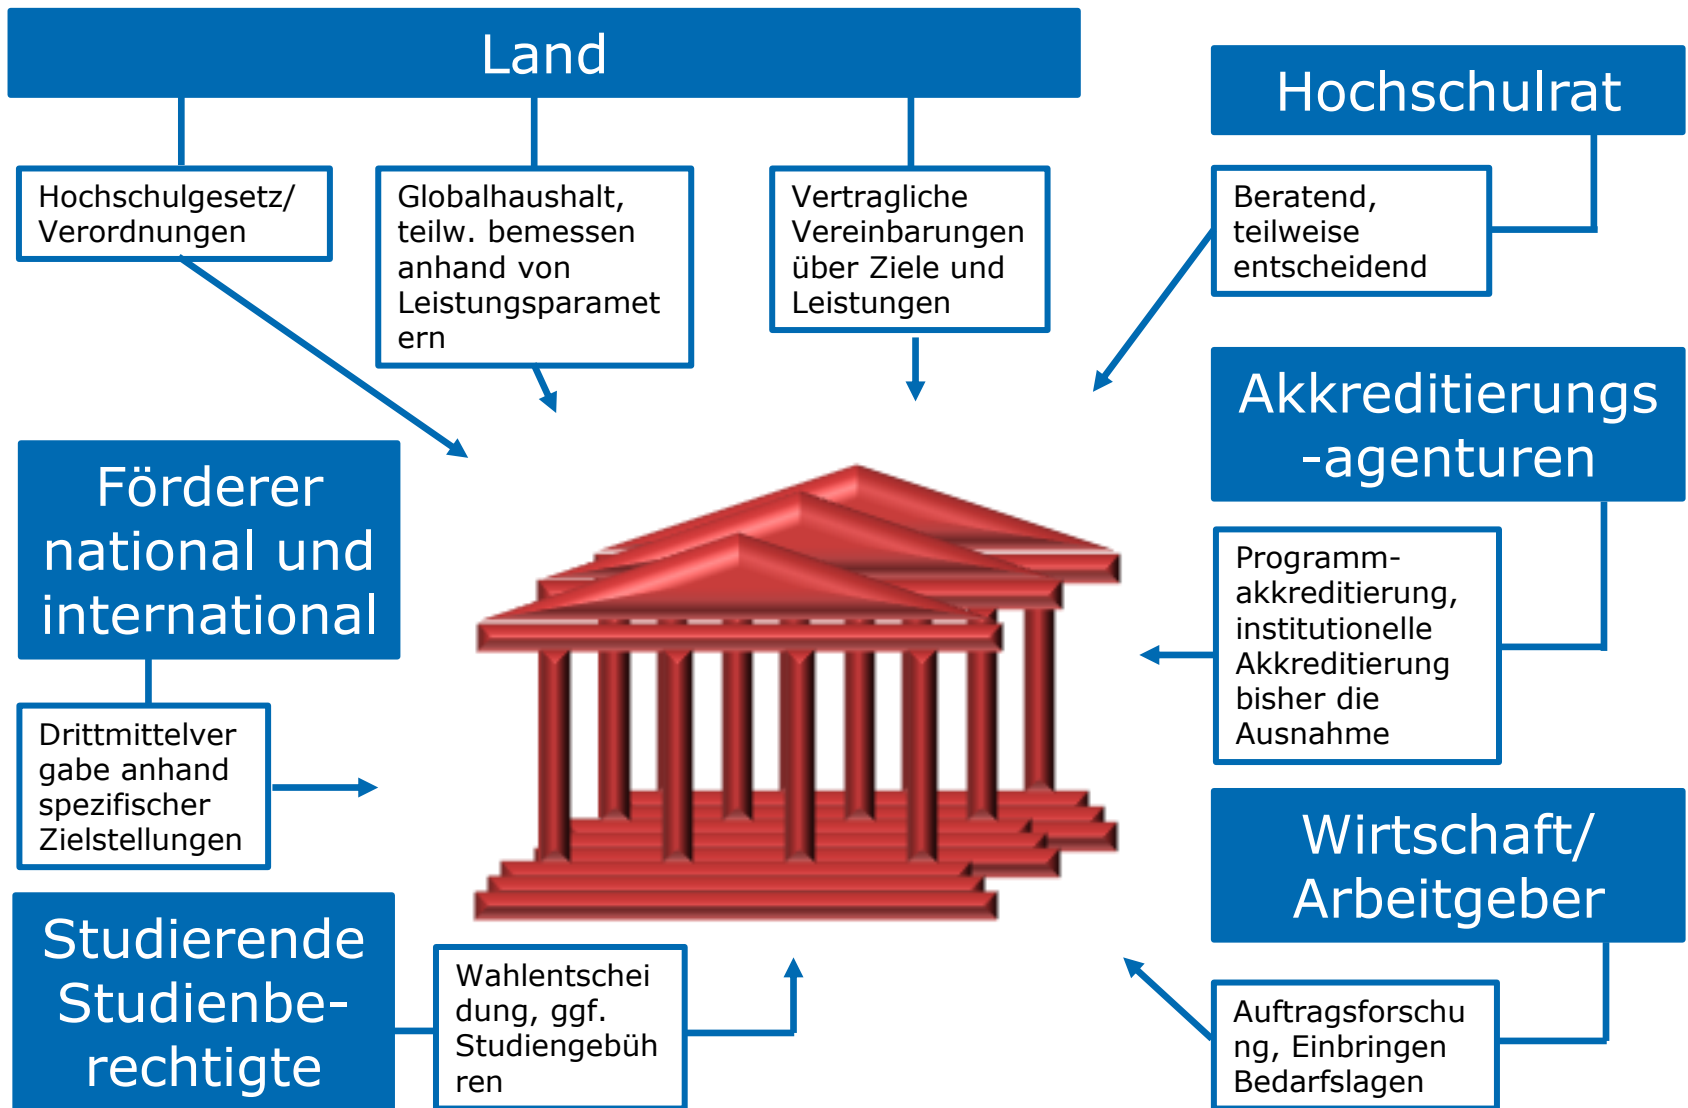 Land
Hochschulgesetz/
Verordnungen
Globalhaushalt,
teilw. bemessen
anhand von
Leistungsparamet
ern
Vertragliche
Vereinbarungen
über Ziele und
Leistungen
Hochschulrat
Beratend,
teilweise
entscheidend
Akkreditierungs
-agenturen
Programm-
akkreditierung,
institutionelle
Akkreditierung
bisher die
Ausnahme
Förderer
national und
international
Drittmittelver
gabe anhand
spezifischer
Zielstellungen
Wirtschaft/
Arbeitgeber
Auftragsforschu
ng, Einbringen
Bedarfslagen
Studierende
Studienbe-
rechtigte
Wahlentschei
dung, ggf.
Studiengebüh
ren